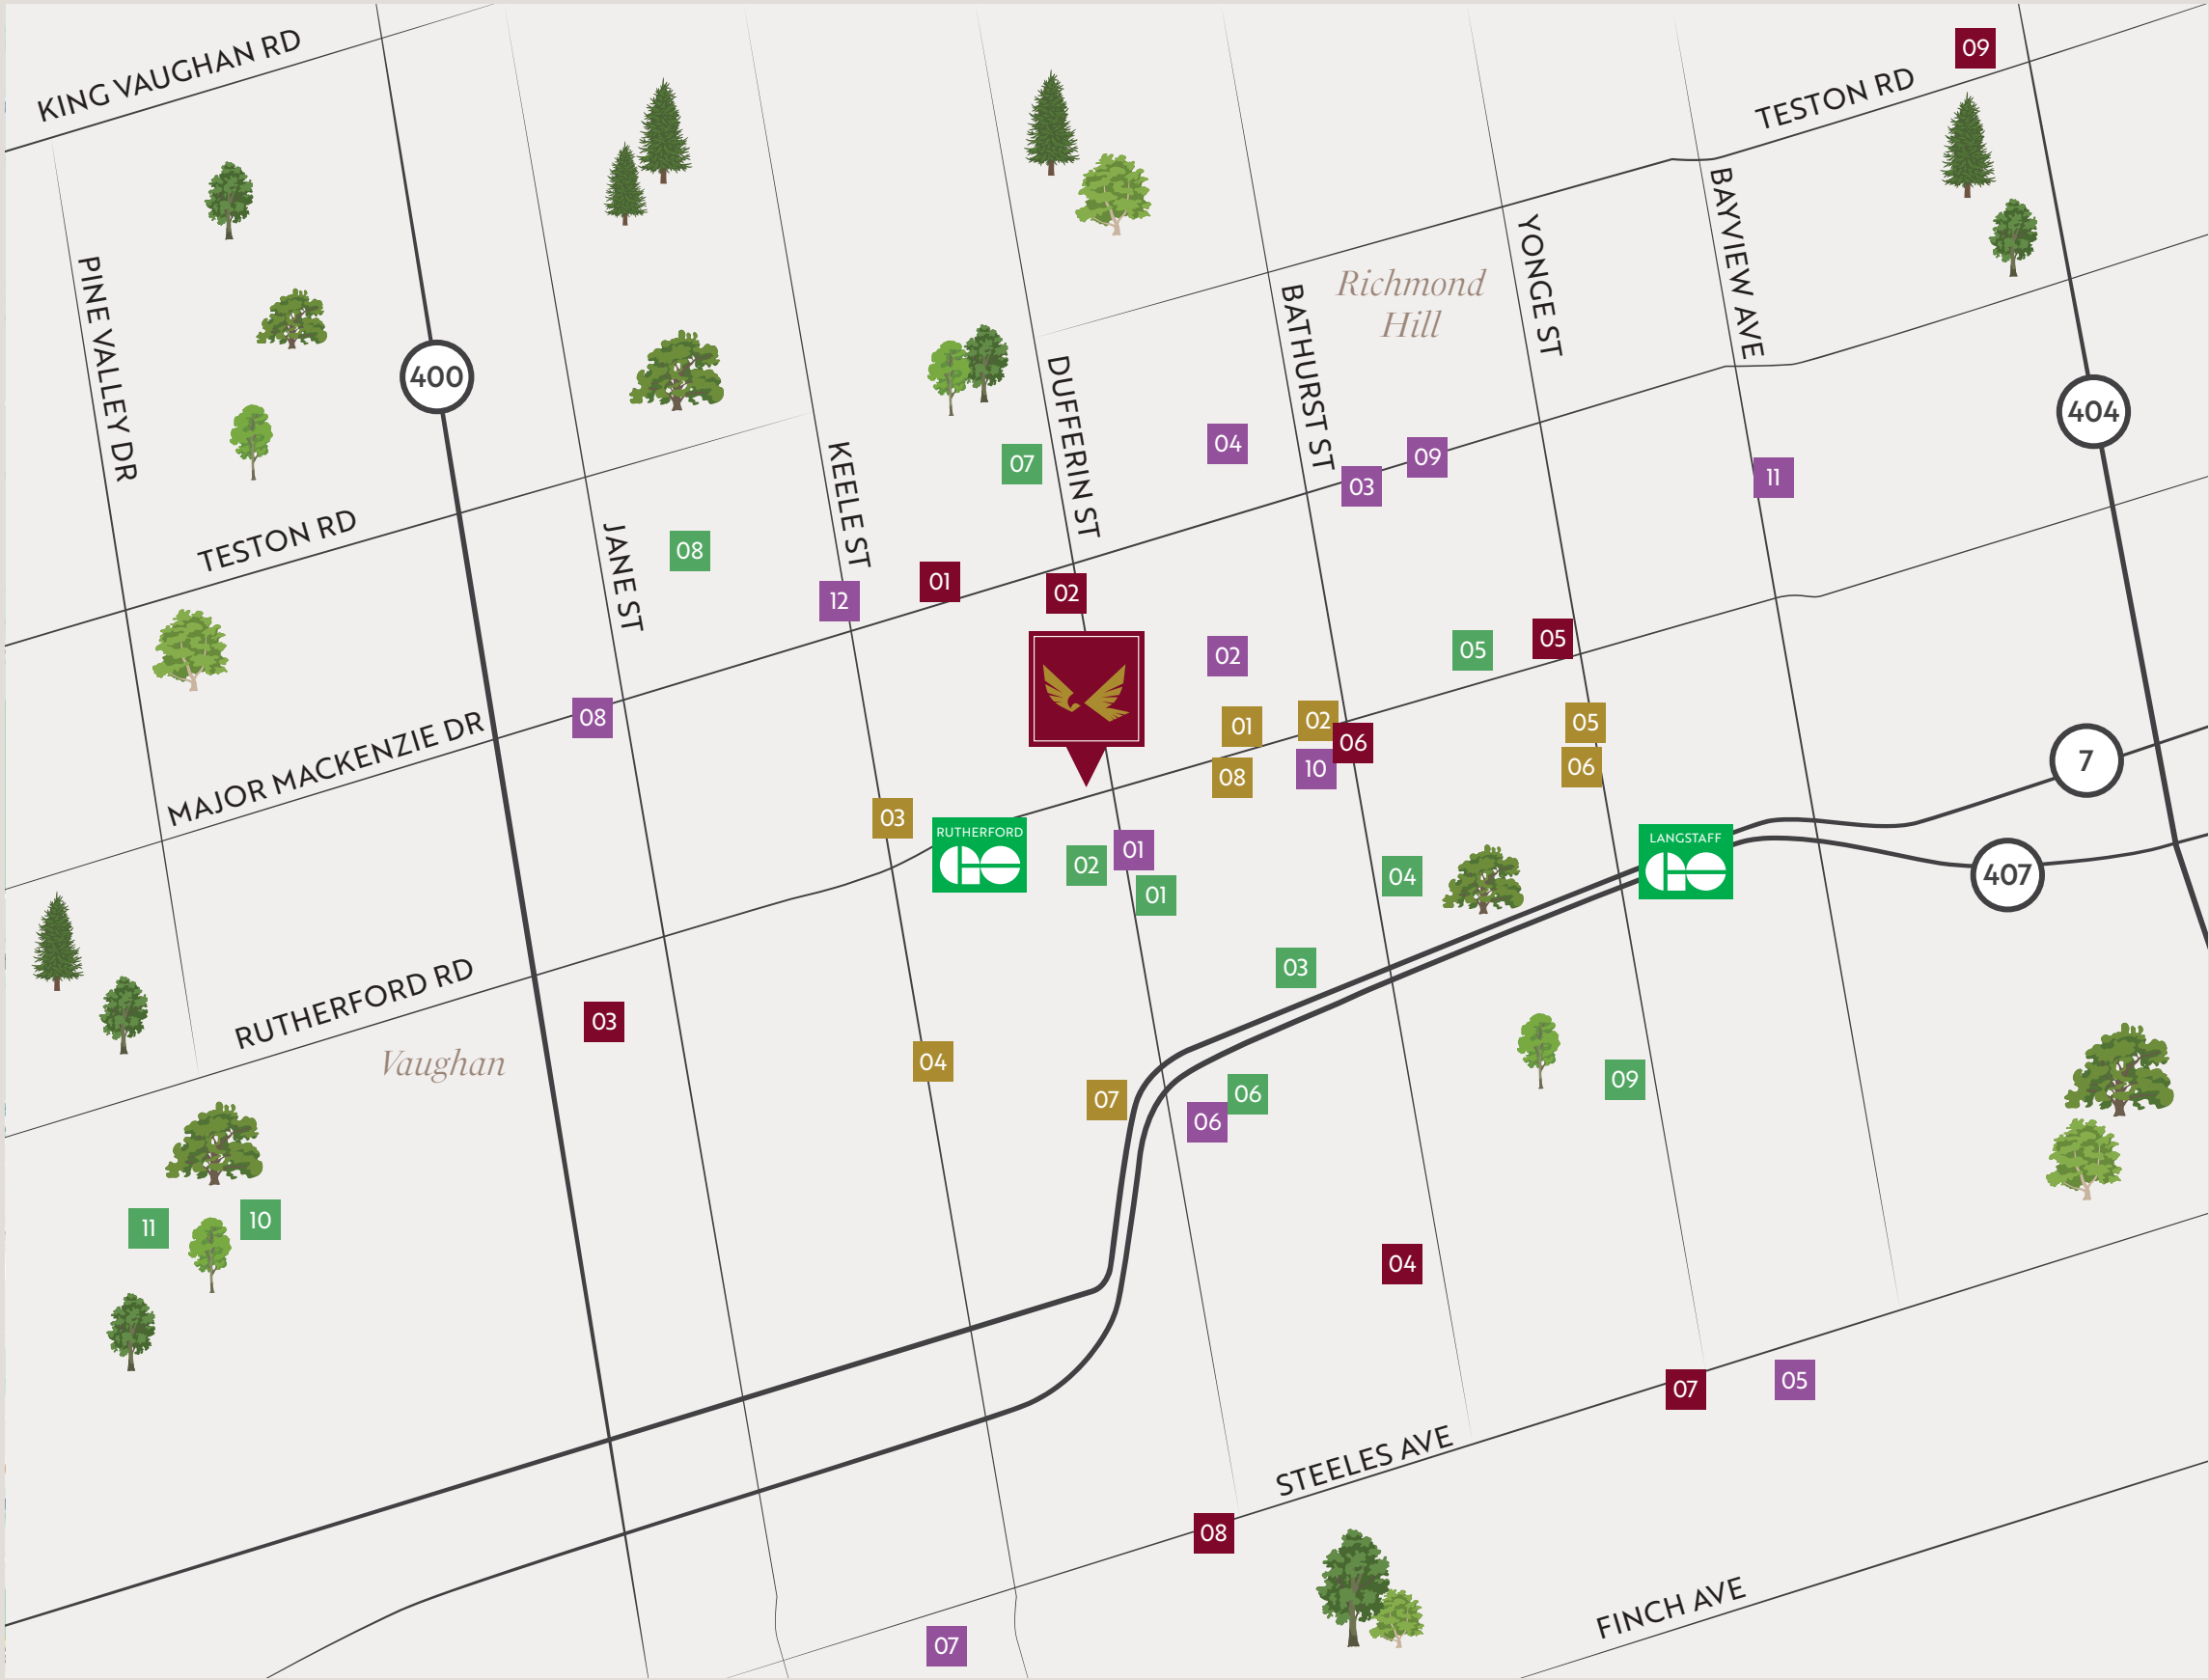 KING VAUGHAN RD
09
TESTON RD
BAYVIEW AVE
YONGE ST
PINE VALLEY DR
Richmond
Hill
BATHURST ST
400
DUFFERIN ST
404
KEELE ST
04
09
07
03
11
TESTON RD
JANE ST
08
01
12
02
05
05
02
08
MAJOR MACKENZIE DR
01
02
05
06
10
06
08
7
03
RUTHERFORD
GO
02
01
01
04
LANGSTAFF
GO
407
03
RUTHERFORD RD
03
Vaughan
04
07
06
06
09
11
10
04
07
05
STEELES AVE
08
FINCH AVE
07